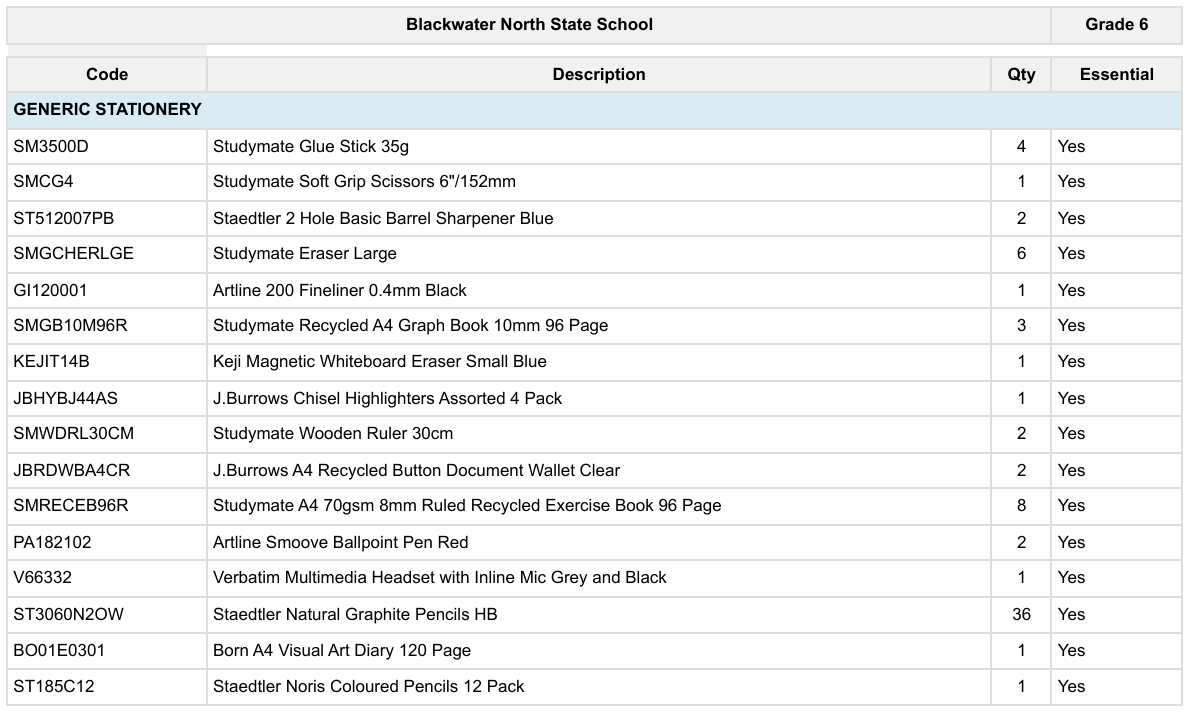 Blackwater North State School Grade 6
Code Description Qty Essential
GENERIC STATIONERY
SM3500D Studymate Glue Stick 35g 4 Yes
SMCG4 Studymate Soft Grip Scissors 6"/152mm 1 Yes
ST512007PB Staedtler 2 Hole Basic Barrel Sharpener Blue 2 Yes
SMGCHERLGE Studymate Eraser Large 6 Yes
GI120001 Artline 200 Fineliner 0.4mm Black 1 Yes
SMGB10M96R Studymate Recycled A4 Graph Book 10mm 96 Page 3 Yes
KEJIT14B Keji Magnetic Whiteboard Eraser Small Blue 1 Yes
JBHYBJ44AS J.Burrows Chisel Highlighters Assorted 4 Pack 1 Yes
SMWDRL30CM Studymate Wooden Ruler 30cm 2 Yes
JBRDWBA4CR J.Burrows A4 Recycled Button Document Wallet Clear 2 Yes
SMRECEB96R Studymate A4 70gsm 8mm Ruled Recycled Exercise Book 96 Page 8 Yes
PA182102 Artline Smoove Ballpoint Pen Red 2 Yes
V66332 Verbatim Multimedia Headset with Inline Mic Grey and Black 1 Yes
ST3060N2OW Staedtler Natural Graphite Pencils HB 36 Yes
BO01E0301 Born A4 Visual Art Diary 120 Page 1 Yes
ST185C12 Staedtler Noris Coloured Pencils 12 Pack 1 Yes